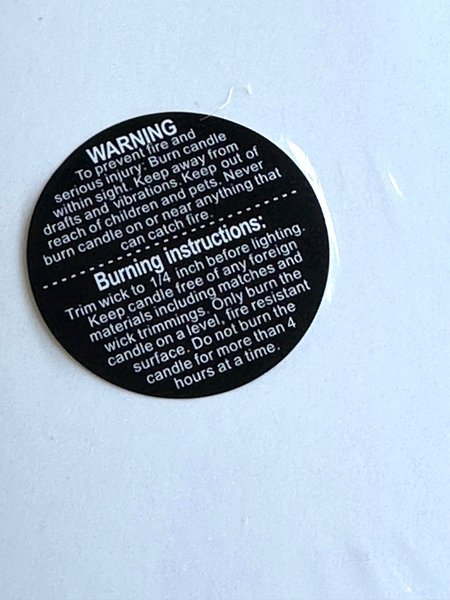 WARNING
To prevent fire and
serious injury: Burn candle
within sight. Keep away from
drafts and vibrations. Keep out of
reach of children and pets. Never
burn candle on or near anything that
can catch fire.
Burning instructions:
Trim wick to 1/4 inch before lighting.
Keep candle free of any foreign
materials including matches and
wick trimmings. Only burn the
candle on a level, fire resistant
surface. Do not burn the
candle for more than 4
hours at a time.